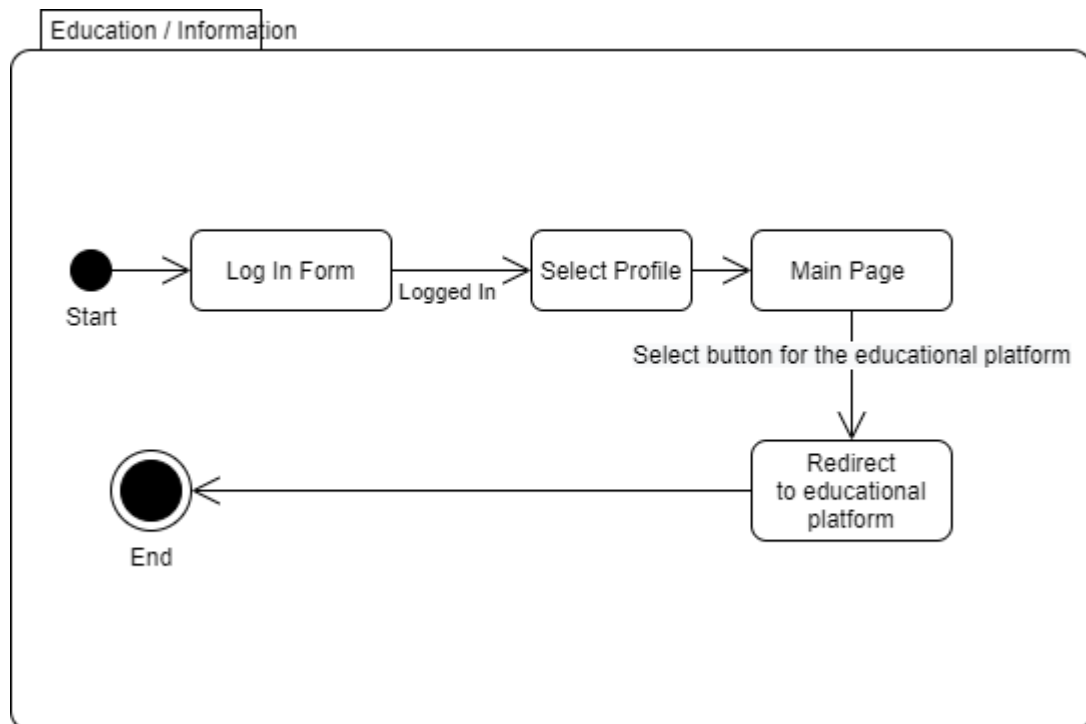 Education / Information
Log In Form
Logged In
Select Profile
Main Page
Start
Select button for the educational platform
Redirect
to educational
platform
End